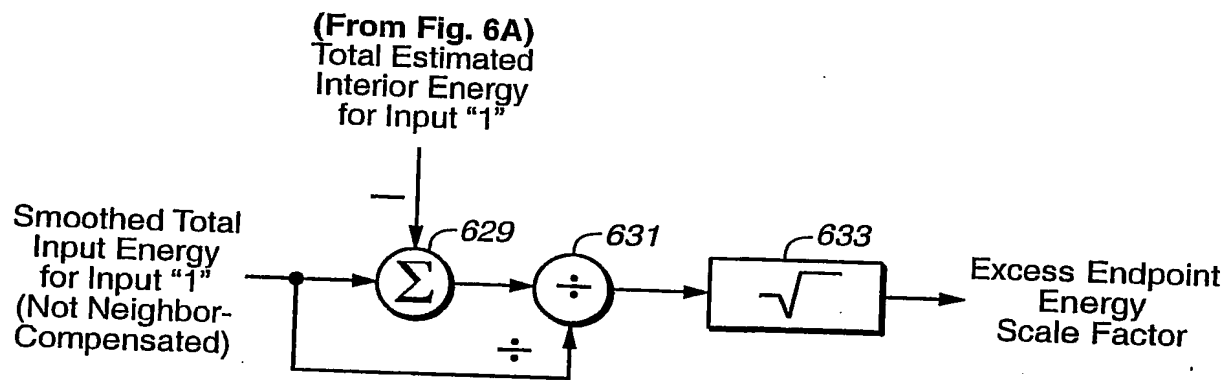 (From Fig. 6A)
Total Estimated
Interior Energy
for Input “1”
—
Smoothed Total
Input Energy
for Input “1”
(Not Neighbor-
Compensated)
629
631
633
Σ
÷
√
÷
Excess Endpoint
Energy
Scale Factor